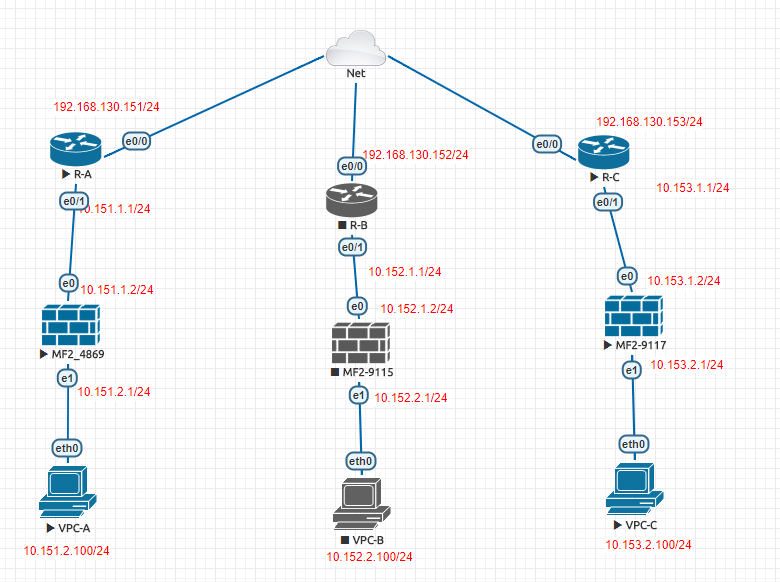 Net
192.168.130.151/24
e0/0
R-A
e0/1
10.151.1.1/24
e0
10.151.1.2/24
MF2_4869
e1
10.151.2.1/24
eth0
VPC-A
10.151.2.100/24
192.168.130.152/24
e0/0
R-B
e0/1
10.152.1.1/24
e0
10.152.1.2/24
MF2-9115
e1
10.152.2.1/24
eth0
VPC-B
10.152.2.100/24
192.168.130.153/24
e0/0
R-C
10.153.1.1/24
e0/1
e0
10.153.1.2/24
MF2-9117
e1
10.153.2.1/24
eth0
VPC-C
10.153.2.100/24